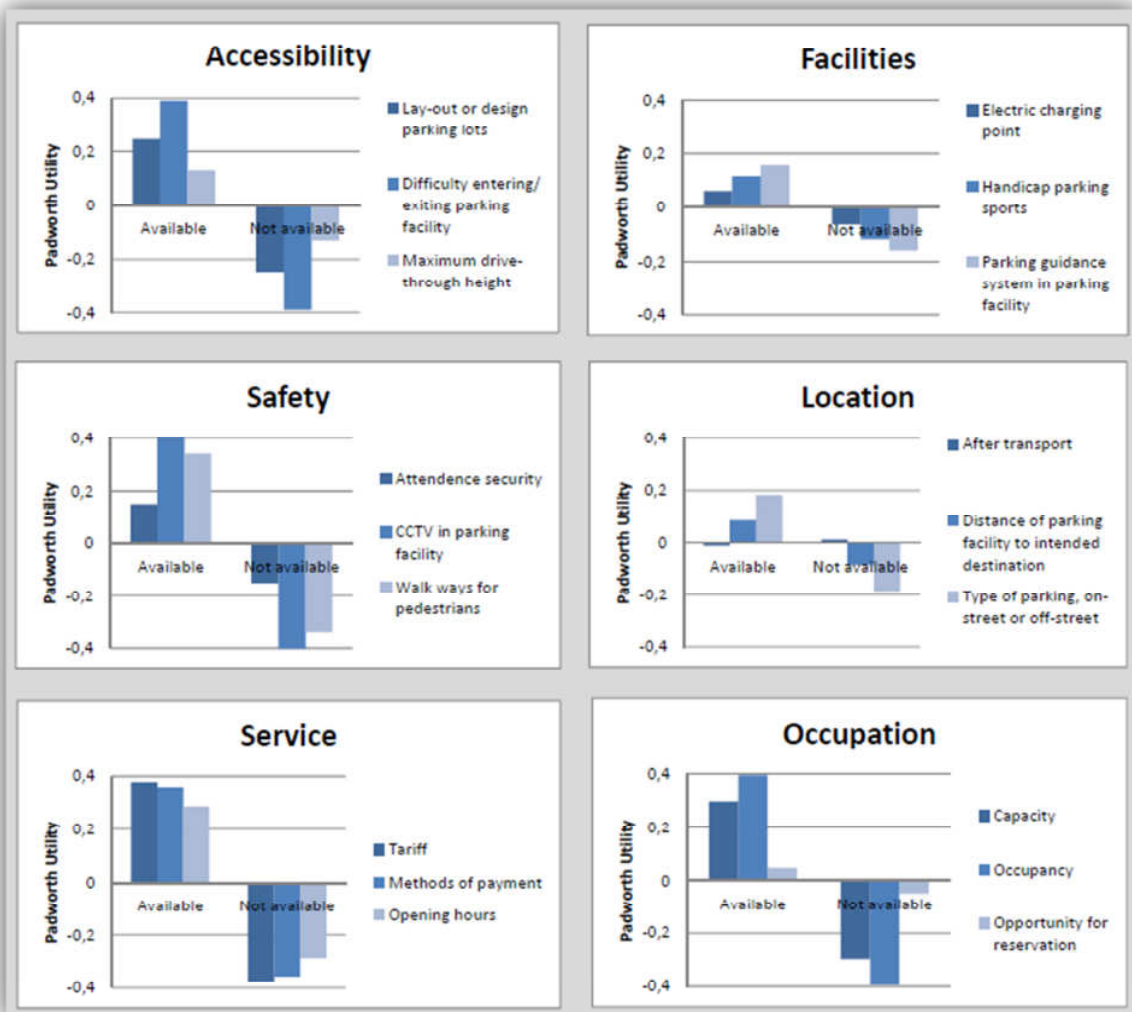 Accessibility
Padworth Utility
0,4
0,2
0
-0,2
-0,4
Available
Not available
Lay-out or design
parking lots
Difficulty entering/
exiting parking
facility
Maximum drive-
through height
Facilities
Padworth Utility
0,4
0,2
0
-0,2
-0,4
Available
Not available
Electric charging
point
Handicap parking
sports
Parking guidance
system in parking
facility
Safety
Padworth Utility
0,4
0,2
0
-0,2
-0,4
Available
Not available
Attendence security
CCTV in parking
facility
Walk ways for
pedestrians
Location
Padworth Utility
0,4
0,2
0
-0,2
-0,4
Available
Not available
After transport
Distance of parking
facility to intended
destination
Type of parking, on-
street or off-street
Service
Padworth Utility
0,4
0,2
0
-0,2
-0,4
Available
Not available
Tariff
Methods of payment
Opening hours
Occupation
Padworth Utility
0,4
0,2
0
-0,2
-0,4
Available
Not available
Capacity
Occupancy
Opportunity for
reservation